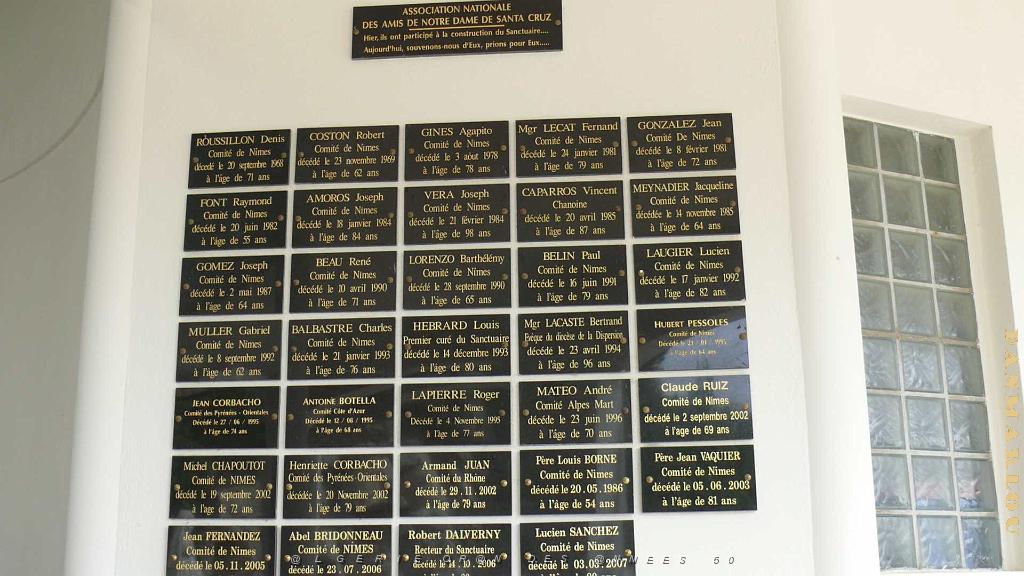 ASSOCIATION NATIONALE
DES AMIS DE NOTRE DAME DE SANTA CRUZ
Hier, ils ont participé à la construction du Sanctuaire....
Aujourd'hui, souvenons-nous d'Eux, prions pour Eux.....
ROUSSILLON Denis
Comité de Nimes
décédé le 20 septembre 1968
à l'âge de 71 ans
COSTON Robert
Comité de Nimes
décédé le 23 novembre 1969
à l'âge de 62 ans
GINES Agapito
Comité de Nimes
décédé le 3 aôut 1978
à l'âge de 78 ans
Mgr LECAT Fernand
Comité de Nimes
décédé le 24 janvier 1981
à l'âge de 79 ans
GONZALEZ Jean
Comité De Nimes
décédé le 8 février 1981
à l'âge de 72 ans
FONT Raymond
Comité de Nimes
décédé le 20 juin 1982
à l'âge de 55 ans
AMOROS Joseph
Comité de Nimes
décédé le 18 janvier 1984
à l'âge de 84 ans
VERA Joseph
Comité de Nimes
décédé le 21 février 1984
à l'âge de 98 ans
CAPARROS Vincent
Chanoine
décédé le 20 avril 1985
à l'âge de 87 ans
MEYNADIER Jacqueline
Comité de Nimes
décédé le 14 novembre 1985
à l'âge de 64 ans
GOMEZ Joseph
Comité de Nimes
décédé le 2 mai 1987
à l'âge de 64 ans
BEAU René
Comité de Nimes
décédé le 10 avril 1990
à l'âge de 71 ans
LORENZO Barthélémy
Comité de Nimes
décédé le 28 septembre 1990
à l'âge de 65 ans
BELIN Paul
Comité de Nimes
décédé le 16 juin 1991
à l'âge de 79 ans
LAUGIER Lucien
Comité de Nimes
décédé le 17 janvier 1992
à l'âge de 82 ans
MULLER Gabriel
Comité de Nimes
décédé le 8 septembre 1992
à l'âge de 62 ans
BALBASTRE Charles
Comité de Nimes
décédé le 21 janvier 1993
à l'âge de 76 ans
HEBRARD Louis
Premier curé du Sanctuaire
décédé le 14 décembre 1993
à l'âge de 80 ans
Mgr LACASTE Bertrand
Evêque du diocèse de la Dispersion
décédé le 23 avril 1994
à l'âge de 96 ans
HUBERT PESSOLES
Comité de Nimes
Décédé le 21 / 01 / 1995
à l'âge de 64 ans
JEAN CORBACHO
Comité des Pyrénées - Orientales
Décédé le 27 / 06 / 1995
à l'âge de 74 ans
ANTOINE BOTELLA
Comité Côte d'Azur
Décédé le 12 / 08 / 1995
à l'âge de 68 ans
LAPIERRE Roger
Comité de Nimes
Décédé le 4 Novembre 1995
à l'âge de 77 ans
MATEO André
Comité Alpes Mart
décédé le 23 juin 1996
à l'âge de 70 ans
Claude RUIZ
Comité de Nimes
décédé le 2 septembre 2002
à l'age de 69 ans
Michel CHAPOUTOT
Comité de NIMES
décédé le 19 septembre 2002
à l'age de 72 ans
Henriette CORBACHO
Comité des Pyrénées-Orientales
décédée le 20 Novembre 2002
à l'âge de 79 ans
Armand JUAN
Comité du Rhône
décédé le 29.11.2002
à l'âge de 79 ans
Père Louis BORNE
Comité de Nimes
décédé le 20.05.1986
à l'âge de 54 ans
Père Jean VAQUIER
Comité de Nimes
décédé le 05.06.2003
à l'âge de 81 ans
Jean FERNANDEZ
Comité de Nimes
décédé le 05.11.2005
Abel BRIDONNEAU
Comité de NIMES
décédé le 23.07.2006
Robert DALVERNY
Recteur du Sanctuaire
décédé le 14.10.2006
Lucien SANCHEZ
Comité de Nimes
décédé le 03.03.2007